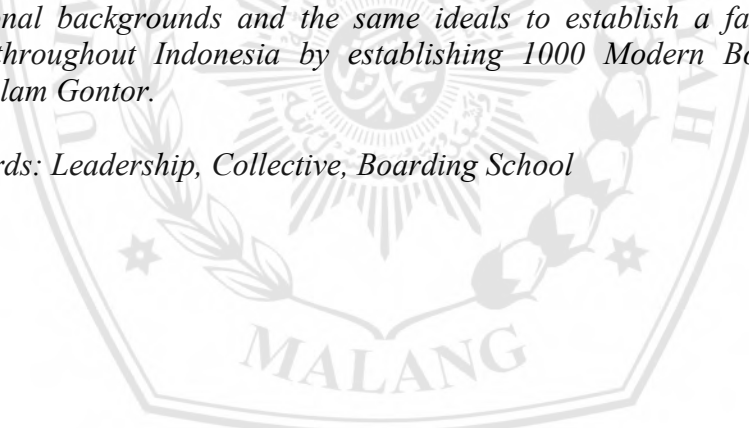 onal backgrounds and the same ideals to establish a fa
throughout Indonesia by establishing 1000 Modern Bo
lam Gontor.
rds: Leadership, Collective, Boarding School
MALANG